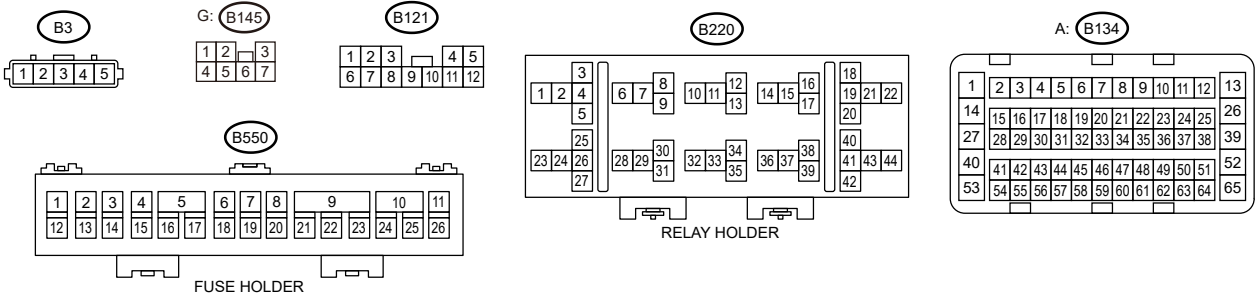 B3
1 2 3 4 5
G: B145
1 2 3
4 5 6 7
B121
1 2 3 4 5
6 7 8 9 10 11 12
B550
1 2 3 4 5 6 7 8 9 10 11
12 13 14 15 16 17 18 19 20 21 22 23 24 25 26
FUSE HOLDER
B220
3 18
1 2 4 6 7 8 9 10 11 12 13 14 15 16 17 19 21 22
5 20
25 40
23 24 26 28 29 30 31 32 33 34 35 36 37 38 39 41 43 44
27 42
RELAY HOLDER
A: B134
1 2 3 4 5 6 7 8 9 10 11 12 13
14 15 16 17 18 19 20 21 22 23 24 25 26
27 28 29 30 31 32 33 34 35 36 37 38 39
40 41 42 43 44 45 46 47 48 49 50 51 52
53 54 55 56 57 58 59 60 61 62 63 64 65